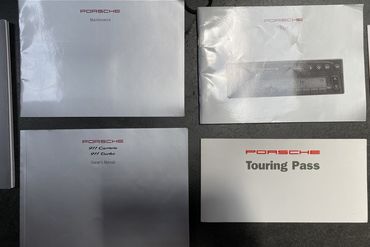 PORSCHE
Maintenance
PORSCHE
PORSCHE
911 Carrera
911 Turbo
Owner's Manual
PORSCHE
Touring Pass